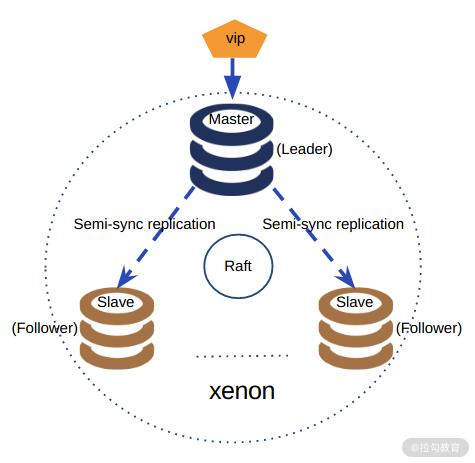 vip
Master
(Leader)
Semi-sync replication
Semi-sync replication
Raft
Slave
Slave
(Follower)
(Follower)
xenon
@拉勾教育